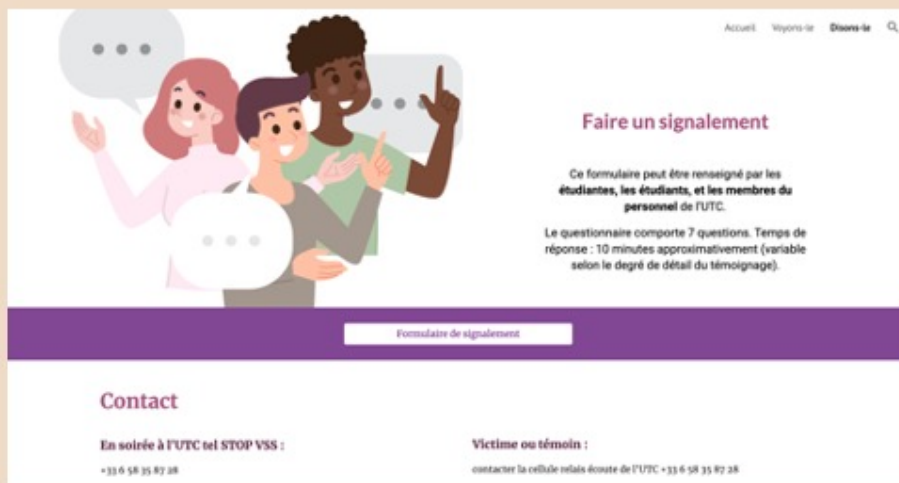 Accueil Voyons-le Disons-le
Faire un signalement
Ce formulaire peut être renseigné par les
étudiantes, les étudiants, et les membres du
personnel de l'UTC.
Le questionnaire comporte 7 questions. Temps de
réponse : 10 minutes approximativement (variable
selon le degré de détail du témoignage).
Formulaire de signalement
Contact
En soirée à l'UTC tel STOP VSS :
+33 6 58 35 87 28
Victime ou témoin :
contacter la cellule relais écoute de l'UTC +33 6 58 35 87 28